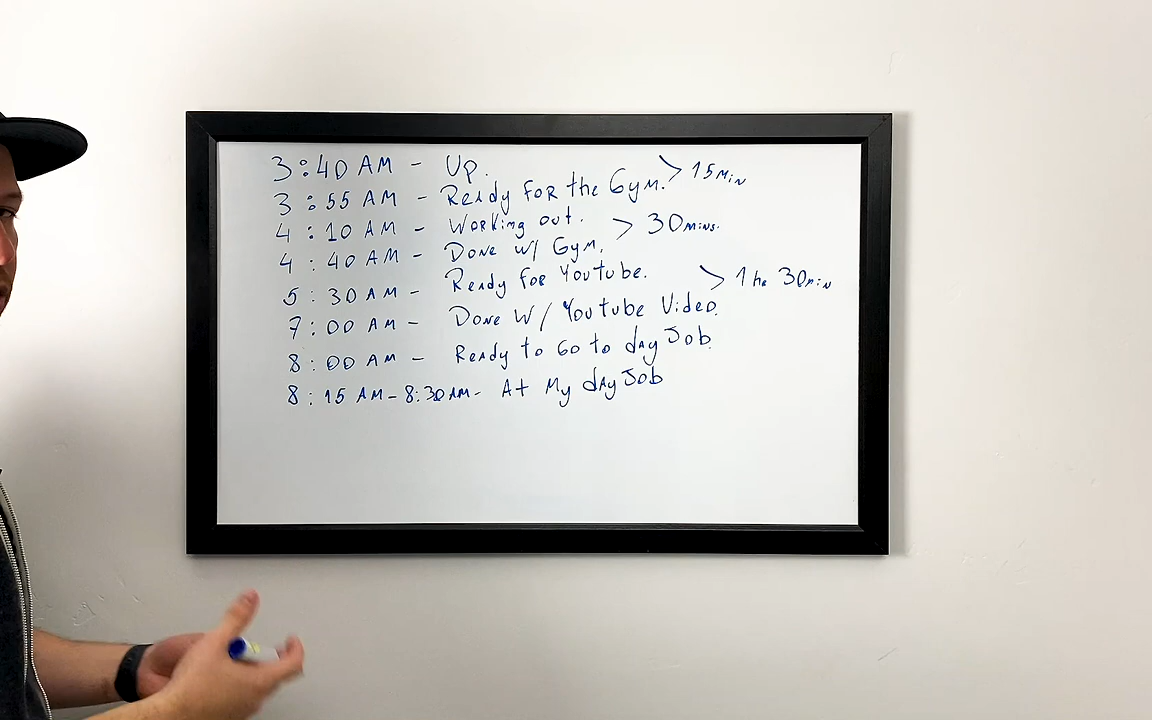 3:40 AM - Up. > 15 Min
3:55 AM - Ready for the Gym.
4:10 AM - Working out. > 30 mins.
4:40 AM - Done w/ Gym.
5:30 AM - Ready for Youtube. > 1 hr 30 min
7:00 AM - Done w/ Youtube Video.
8:00 AM - Ready to Go to day Job.
8:15 AM - 8:30 AM - At My day Job